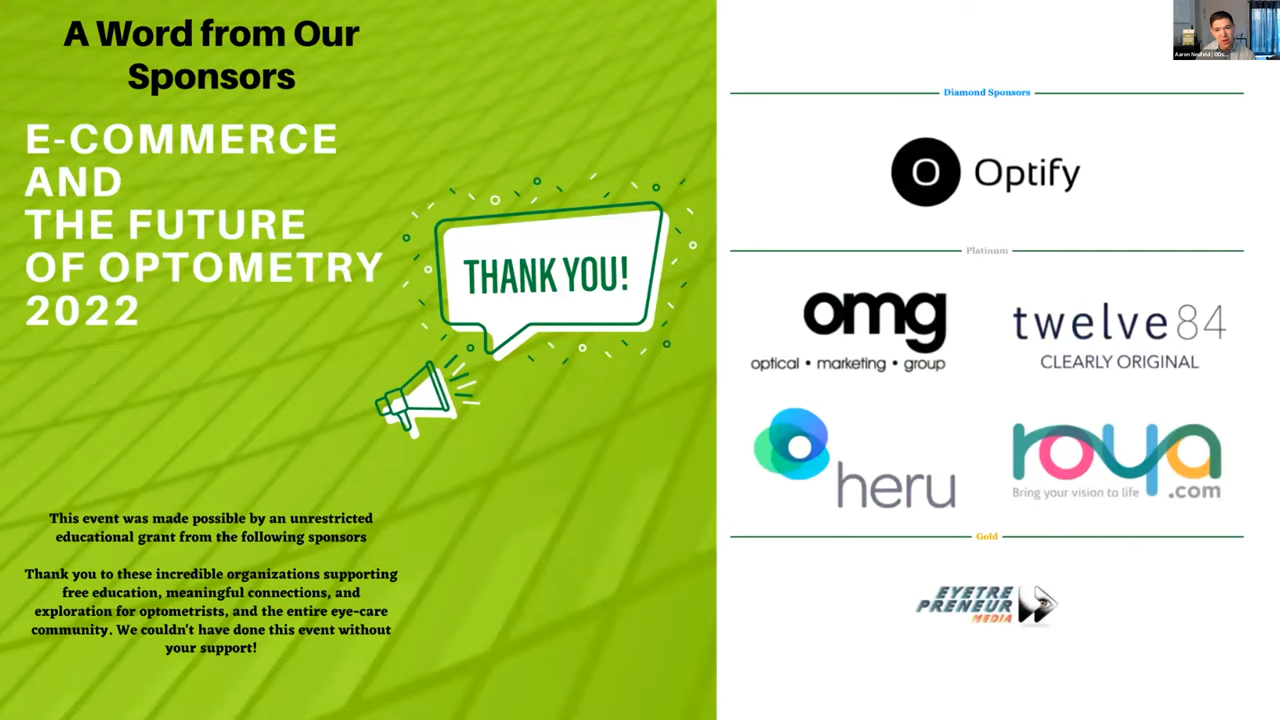 A Word from Our
Sponsors
E-COMMERCE
AND
THE FUTURE
OF OPTOMETRY
2022
THANK YOU!
This event was made possible by an unrestricted
educational grant from the following sponsors
Thank you to these incredible organizations supporting
free education, meaningful connections, and
exploration for optometrists, and the entire eye-care
community. We couldn't have done this event without
your support!
Aaron Neufeld | ODs...
Diamond Sponsors
O Optify
Platinum
omg
optical • marketing • group
twelve84
CLEARLY ORIGINAL
heru
roya
Bring your vision to life .com
Gold
EYETRE
PRENEUR
MEDIA